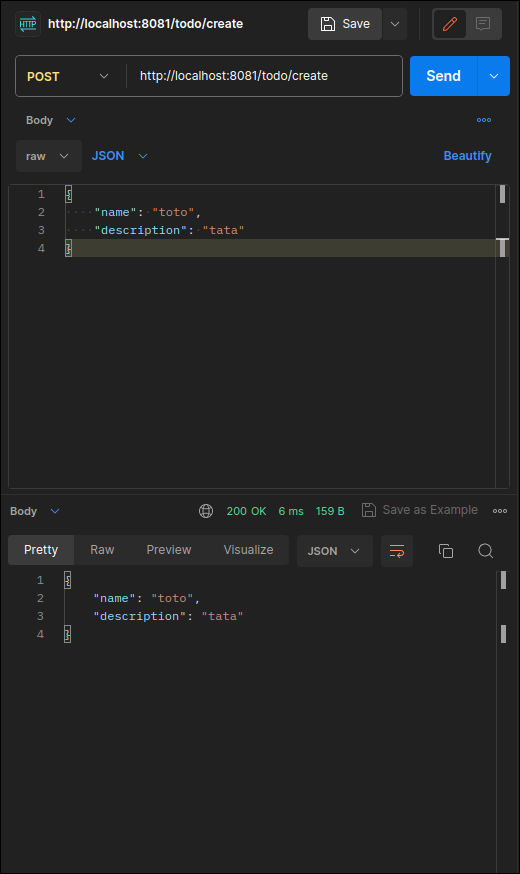 HTTP http://localhost:8081/todo/create Save
POST http://localhost:8081/todo/create Send
Body
raw JSON Beautify
1 {
2 "name": "toto",
3 "description": "tata"
4 }
Body 200 OK 6 ms 159 B Save as Example
Pretty Raw Preview Visualize JSON
1 {
2 "name": "toto",
3 "description": "tata"
4 }